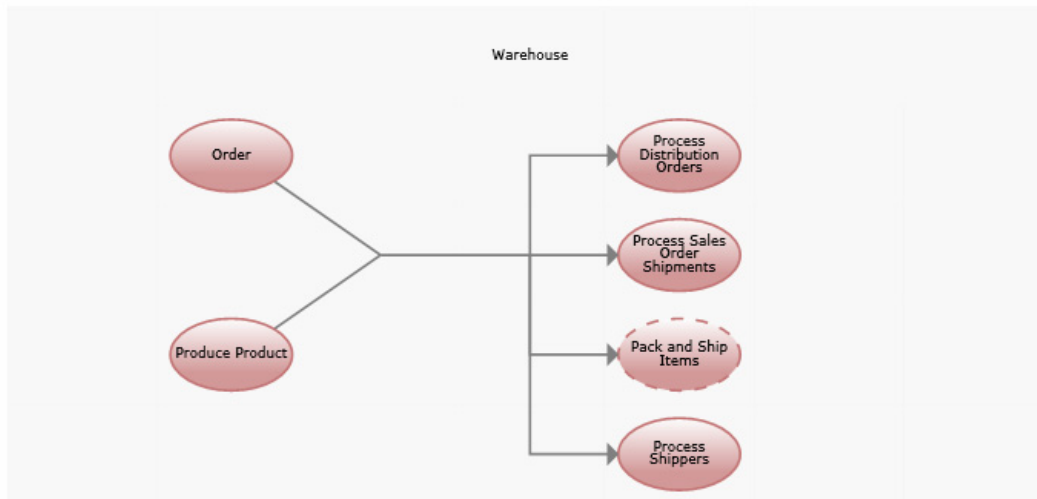 Warehouse
Order
Process
Distribution
Orders
Process Sales
Order
Shipments
Produce Product
Pack and Ship
Items
Process
Shippers